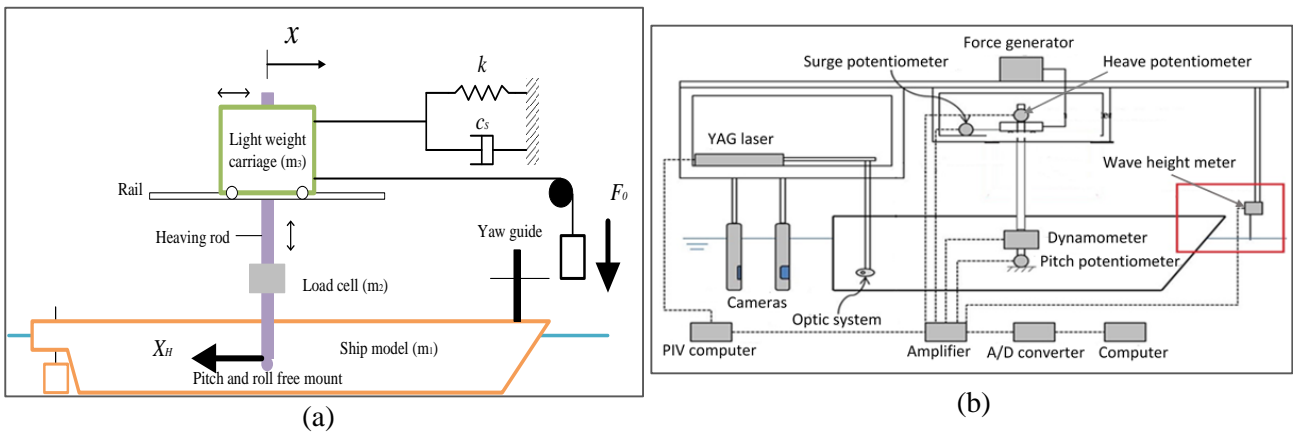 x
k
c_s
Light weight
carriage (m3)
Rail
F0
Heaving rod
Yaw guide
Load cell (m2)
XH
Ship model (m1)
Pitch and roll free mount
(a)
Force generator
Surge potentiometer
Heave potentiometer
YAG laser
Wave height meter
Dynamometer
Pitch potentiometer
Cameras
Optic system
PIV computer
Amplifier
A/D converter
Computer
(b)